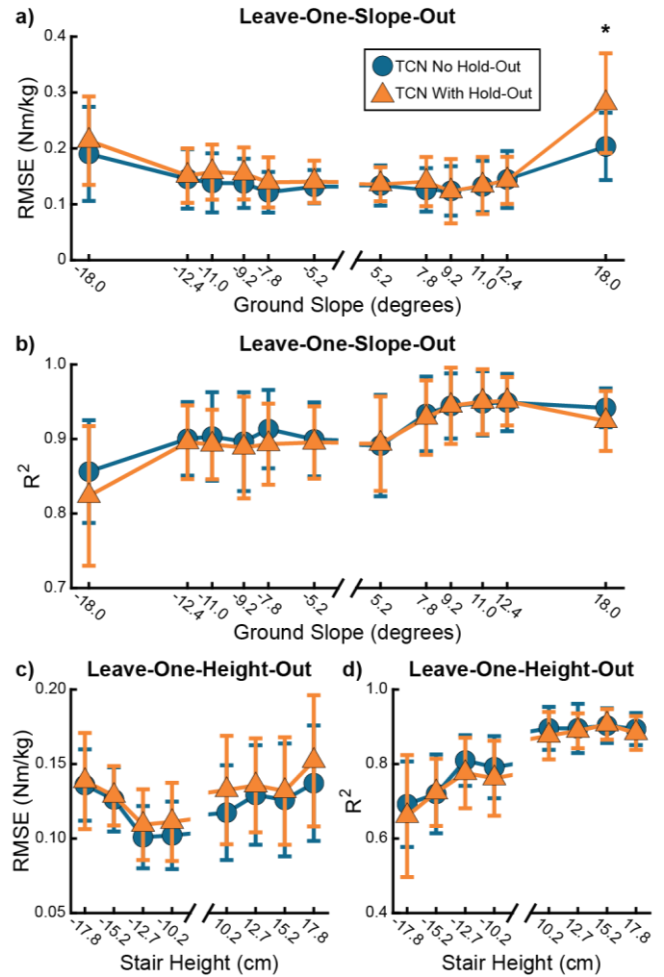 a) Leave-One-Slope-Out
*
TCN No Hold-Out
TCN With Hold-Out
RMSE (Nm/kg)
0.4
0.3
0.2
0.1
0
-18.0 -12.4 -11.0 -9.2 -7.8 -5.2 5.2 7.8 9.2 11.0 12.4 18.0
Ground Slope (degrees)
b) Leave-One-Slope-Out
R²
1.0
0.9
0.8
0.7
-18.0 -12.4 -11.0 -9.2 -7.8 -5.2 5.2 7.8 9.2 11.0 12.4 18.0
Ground Slope (degrees)
c) Leave-One-Height-Out
RMSE (Nm/kg)
0.20
0.15
0.10
0.05
-17.8 -15.2 -12.7 -10.2 10.2 12.7 15.2 17.8
Stair Height (cm)
d) Leave-One-Height-Out
R²
1.0
0.8
0.6
0.4
-17.8 -15.2 -12.7 -10.2 10.2 12.7 15.2 17.8
Stair Height (cm)